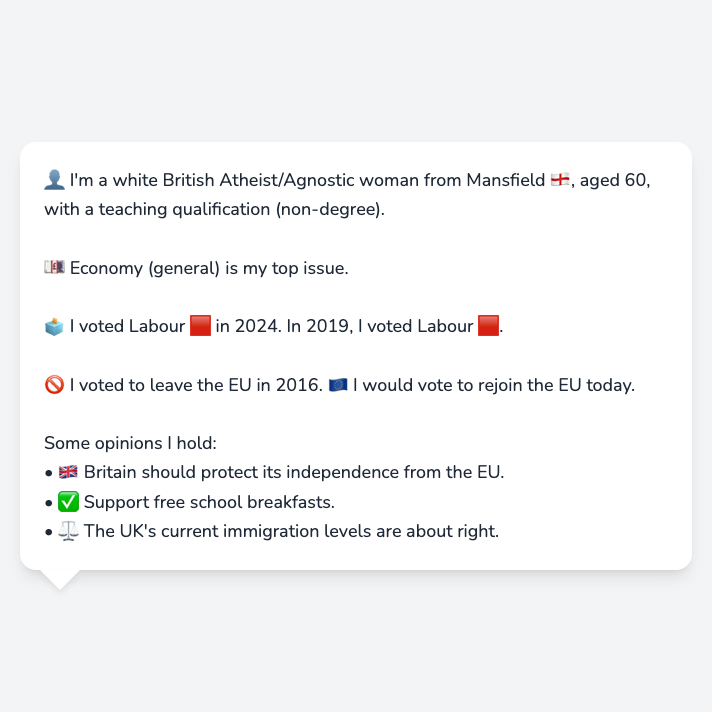 👤 I'm a white British Atheist/Agnostic woman from Mansfield 🏴󠁧󠁢󠁥󠁮󠁧󠁿, aged 60,
with a teaching qualification (non-degree).
💷 Economy (general) is my top issue.
🗳️ I voted Labour 🟥 in 2024. In 2019, I voted Labour 🟥.
🚫 I voted to leave the EU in 2016. 🇪🇺 I would vote to rejoin the EU today.
Some opinions I hold:
• 🇬🇧 Britain should protect its independence from the EU.
• ✅ Support free school breakfasts.
• ⚖️ The UK's current immigration levels are about right.